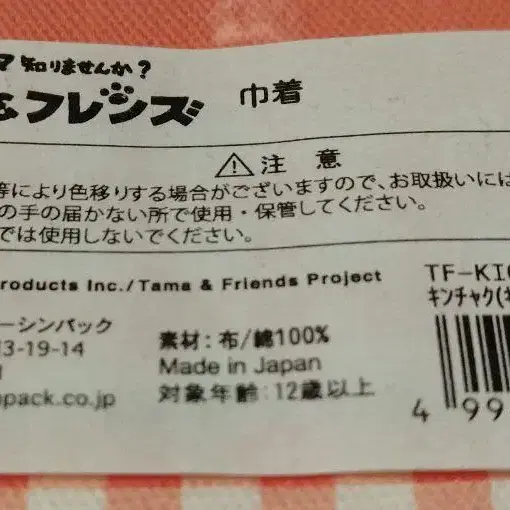 マ 知りませんか?
&フレンズ 巾着
⚠注 意
等により色移りする場合がございますので、お取扱いには
の手の届かない所で使用・保管してください。
では使用しないでください。
roducts Inc./Tama & Friends Project
TF-KI
キンチャク(
ーシンパック
3-19-14
素材:布/綿100%
Made in Japan
pack.co.jp
対象年齢:12歳以上
4 99